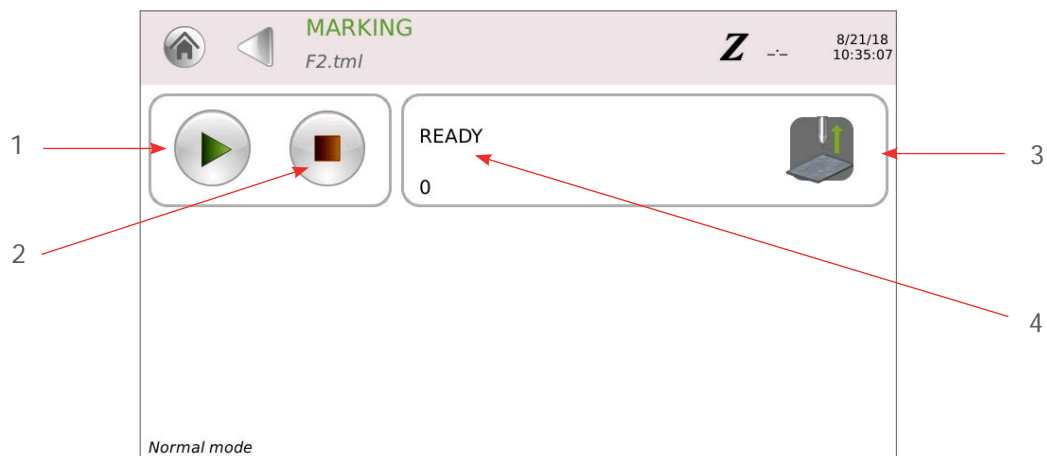 MARKING
F2.tml
Z _._
8/21/18
10:35:07
1
READY
3
0
2
4
Normal mode